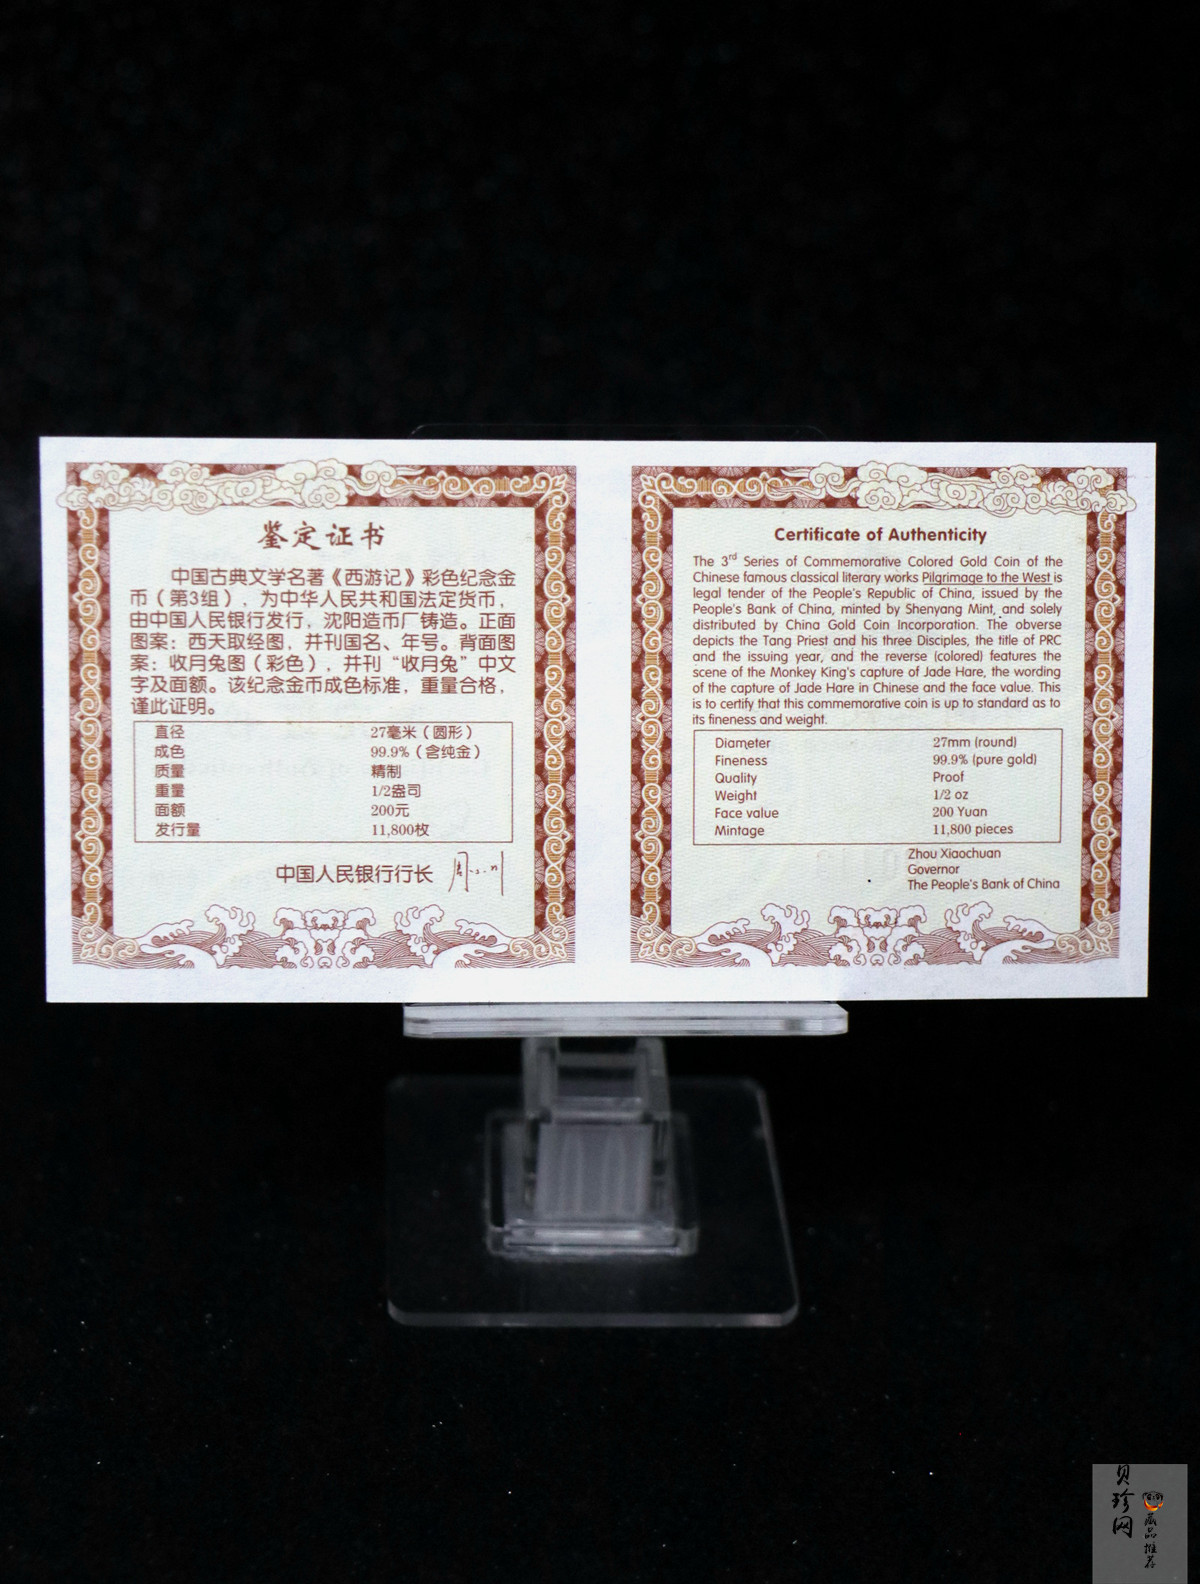 鉴定证书
中国古典文学名著《西游记》彩色纪念金
币（第3组），为中华人民共和国法定货币，
由中国人民银行发行，沈阳造币厂铸造。正面
图案：西天取经图，并刊国名、年号。背面图
案：收月兔图（彩色），并刊“收月兔”中文
字及面额。该纪念金币成色标准，重量合格，
谨此证明。
直径 27毫米（圆形）
成色 99.9%（含纯金）
质量 精制
重量 1/2盎司
面额 200元
发行量 11,800枚
中国人民银行行长
Certificate of Authenticity
The 3rd Series of Commemorative Colored Gold Coin of the
Chinese famous classical literary works Pilgrimage to the West is
legal tender of the People's Republic of China, issued by the
People's Bank of China, minted by Shenyang Mint, and solely
distributed by China Gold Coin Incorporation. The obverse
depicts the Tang Priest and his three Disciples, the title of PRC
and the issuing year, and the reverse (colored) features the
scene of the Monkey King's capture of Jade Hare, the wording
of the capture of Jade Hare in Chinese and the face value. This
is to certify that this commemorative coin is up to standard as to
its fineness and weight.
Diameter 27mm (round)
Fineness 99.9% (pure gold)
Quality Proof
Weight 1/2 oz
Face value 200 Yuan
Mintage 11,800 pieces
Zhou Xiaochuan
Governor
The People's Bank of China
贝珍网
藏品推荐